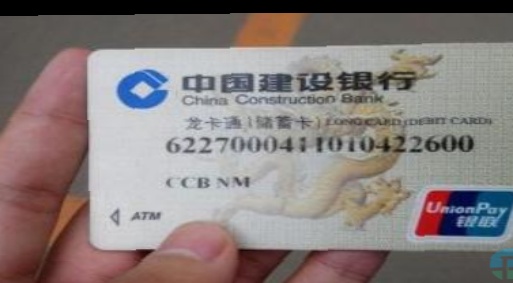 中国建设银行
China Construction Bank
龙卡通(储蓄卡) LONG CARD (DEBIT CARD)
6227000411010422600
CCB NM
ATM
UnionPay
银联